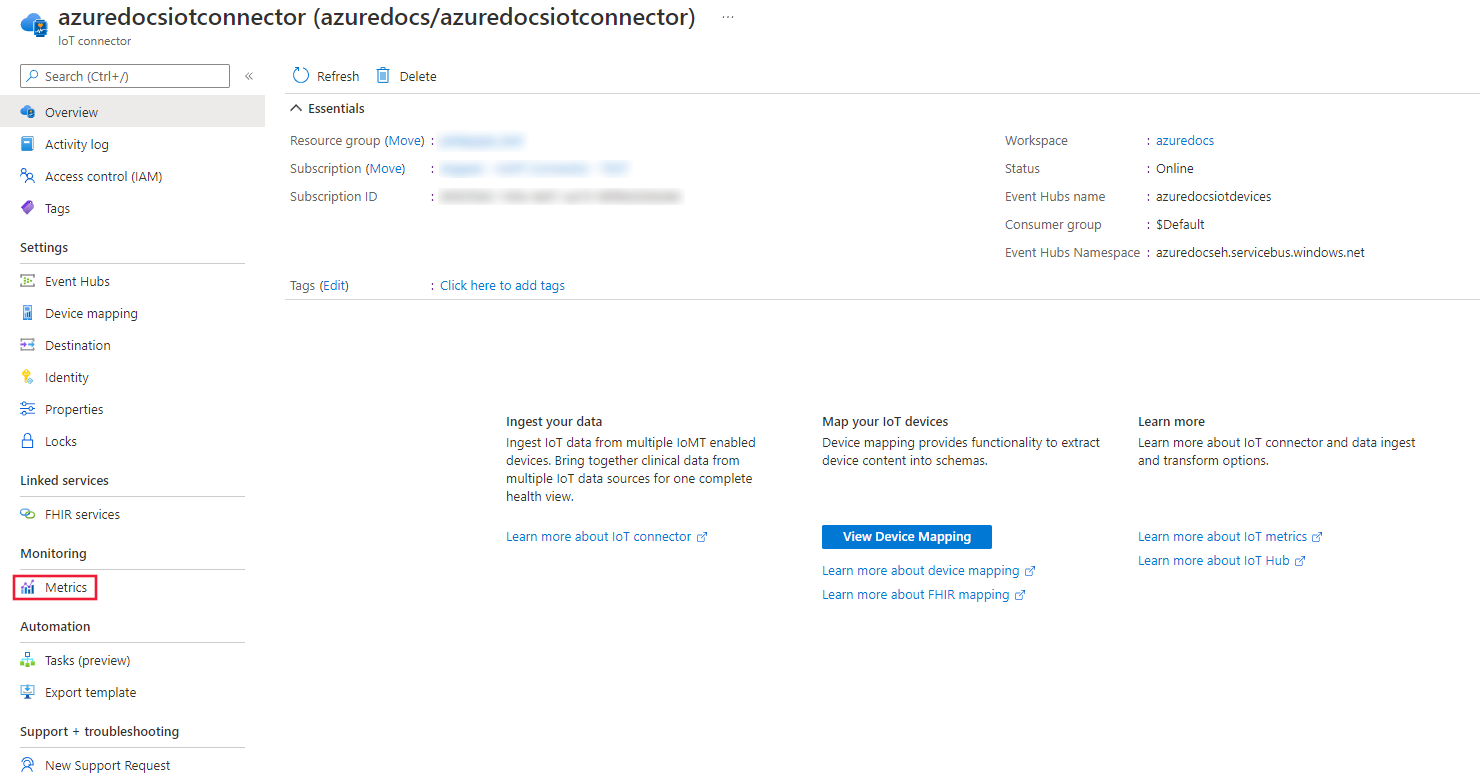 azuredocsiotconnector (azuredocs/azuredocsiotconnector) ...
IoT connector
Search (Ctrl+/)
«
Overview
Activity log
Access control (IAM)
Tags
Settings
Event Hubs
Device mapping
Destination
Identity
Properties
Locks
Linked services
FHIR services
Monitoring
Metrics
Automation
Tasks (preview)
Export template
Support + troubleshooting
New Support Request
Refresh
Delete
Essentials
Resource group (Move) :
Subscription (Move) :
Subscription ID :
Workspace : azuredocs
Status : Online
Event Hubs name : azuredocsiotdevices
Consumer group : $Default
Event Hubs Namespace : azuredocseh.servicebus.windows.net
Tags (Edit) : Click here to add tags
Ingest your data
Ingest IoT data from multiple IoMT enabled
devices. Bring together clinical data from
multiple IoT data sources for one complete
health view.
Learn more about IoT connector
Map your IoT devices
Device mapping provides functionality to extract
device content into schemas.
View Device Mapping
Learn more about device mapping
Learn more about FHIR mapping
Learn more
Learn more about IoT connector and data ingest
and transform options.
Learn more about IoT metrics
Learn more about IoT Hub